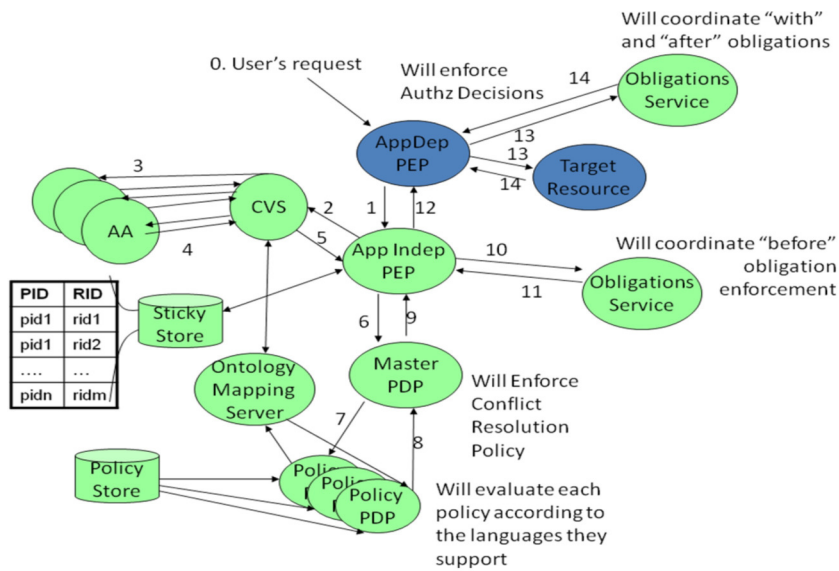 Will coordinate “with”
and “after” obligations
0. User’s request
Will enforce
Authz Decisions
14
Obligations
Service
13
AppDep
PEP
13
14
Target
Resource
3
AA
4
CVS
2
5
1
12
App Indep
PEP
10
11
Will coordinate “before”
obligation
enforcement
Obligations
Service
PID RID
pid1 rid1
pid1 rid2
.... ...
pidn ridm
Sticky
Store
6
9
Ontology
Mapping
Server
Master
PDP
Will Enforce
Conflict
Resolution
Policy
7
8
Policy
Store
Policy
Policy
Policy
PDP
Will evaluate each
policy according to
the languages they
support